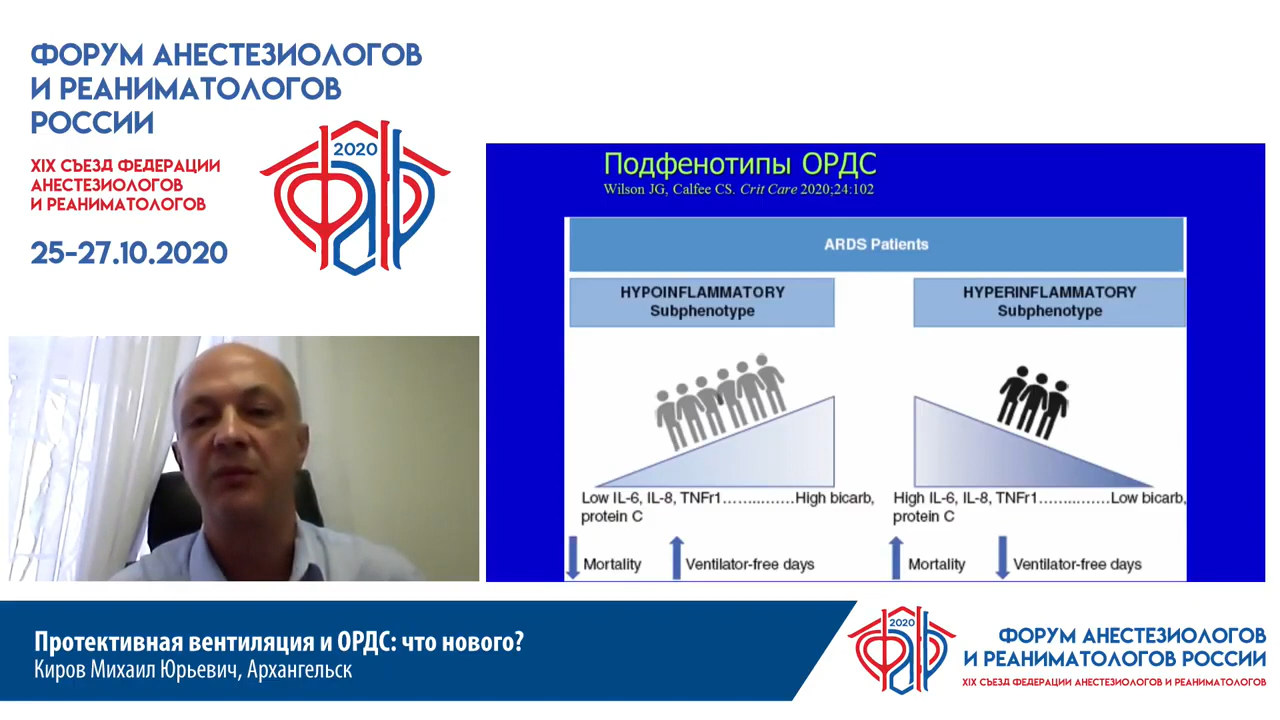 ФОРУМ АНЕСТЕЗИОЛОГОВ
И РЕАНИМАТОЛОГОВ
РОССИИ
XIX СЪЕЗД ФЕДЕРАЦИИ
АНЕСТЕЗИОЛОГОВ
И РЕАНИМАТОЛОГОВ
25-27.10.2020
2020
ФАР
Подфенотипы ОРДС
Wilson JG, Calfee CS. Crit Care 2020;24:102
ARDS Patients
HYPOINFLAMMATORY
Subphenotype
Low IL-6, IL-8, TNFr1..............High bicarb,
protein C
Mortality
Ventilator-free days
HYPERINFLAMMATORY
Subphenotype
High IL-6, IL-8, TNFr1..............Low bicarb,
protein C
Mortality
Ventilator-free days
Протективная вентиляция и ОРДС: что нового?
Киров Михаил Юрьевич, Архангельск
2020
ФАР
ФОРУМ АНЕСТЕЗИОЛОГОВ
И РЕАНИМАТОЛОГОВ РОССИИ
XIX СЪЕЗД ФЕДЕРАЦИИ АНЕСТЕЗИОЛОГОВ И РЕАНИМАТОЛОГОВ